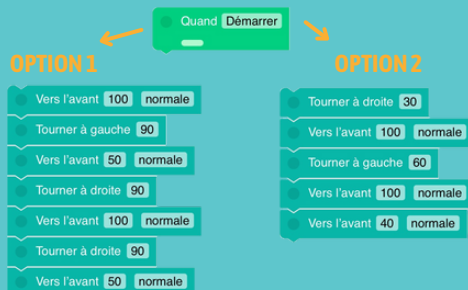 Quand Démarrer
OPTION 1
Vers l'avant 100 normale
Tourner à gauche 90
Vers l'avant 50 normale
Tourner à droite 90
Vers l'avant 100 normale
Tourner à droite 90
Vers l'avant 50 normale
OPTION 2
Tourner à droite 30
Vers l'avant 100 normale
Tourner à gauche 60
Vers l'avant 100 normale
Vers l'avant 40 normale